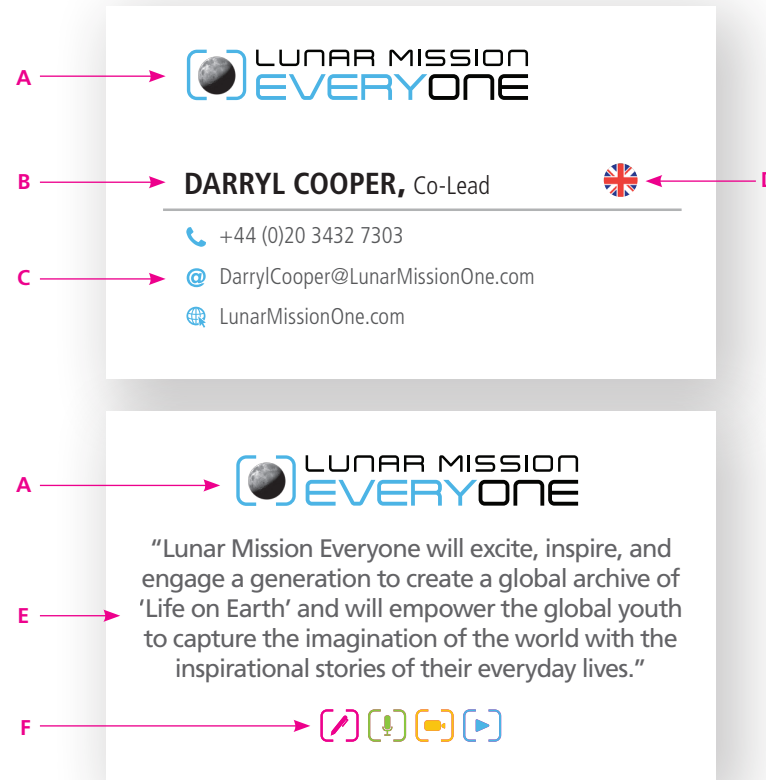 A
LUNAR MISSION
EVERYONE
B
DARRYL COOPER, Co-Lead
D
+44 (0)20 3432 7303
C
@ DarrylCooper@LunarMissionOne.com
LunarMissionOne.com
A
LUNAR MISSION
EVERYONE
“Lunar Mission Everyone will excite, inspire, and
engage a generation to create a global archive of
E
‘Life on Earth’ and will empower the global youth
to capture the imagination of the world with the
inspirational stories of their everyday lives.”
F